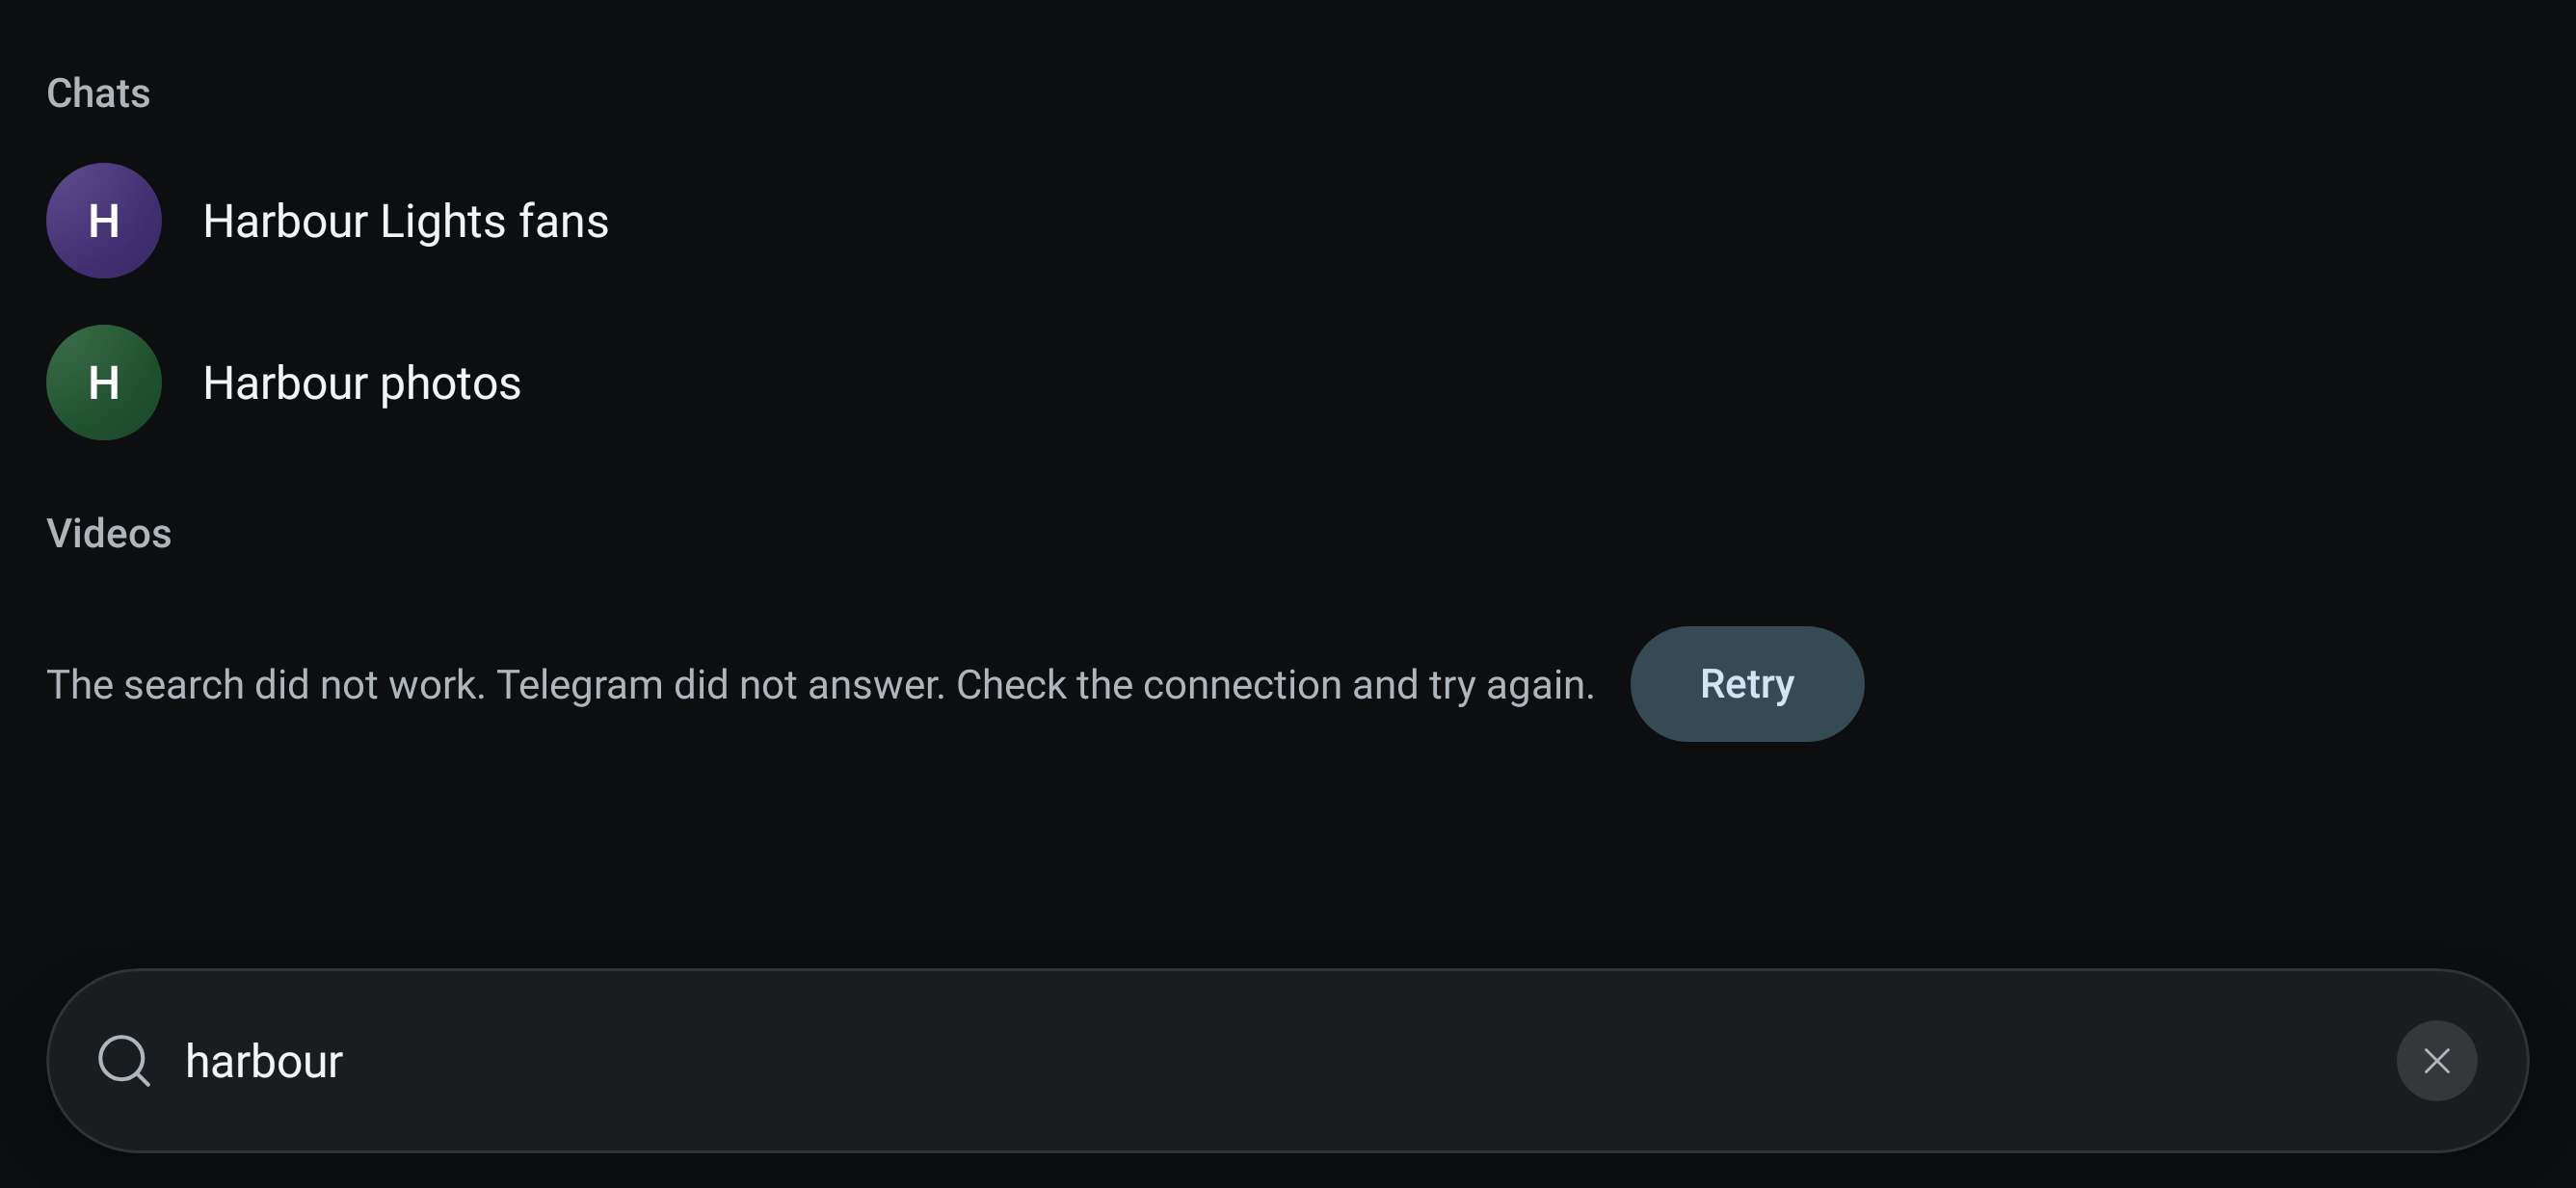 Chats
H
Harbour Lights fans
H
Harbour photos
Videos
The search did not work. Telegram did not answer. Check the connection and try again.
Retry
harbour